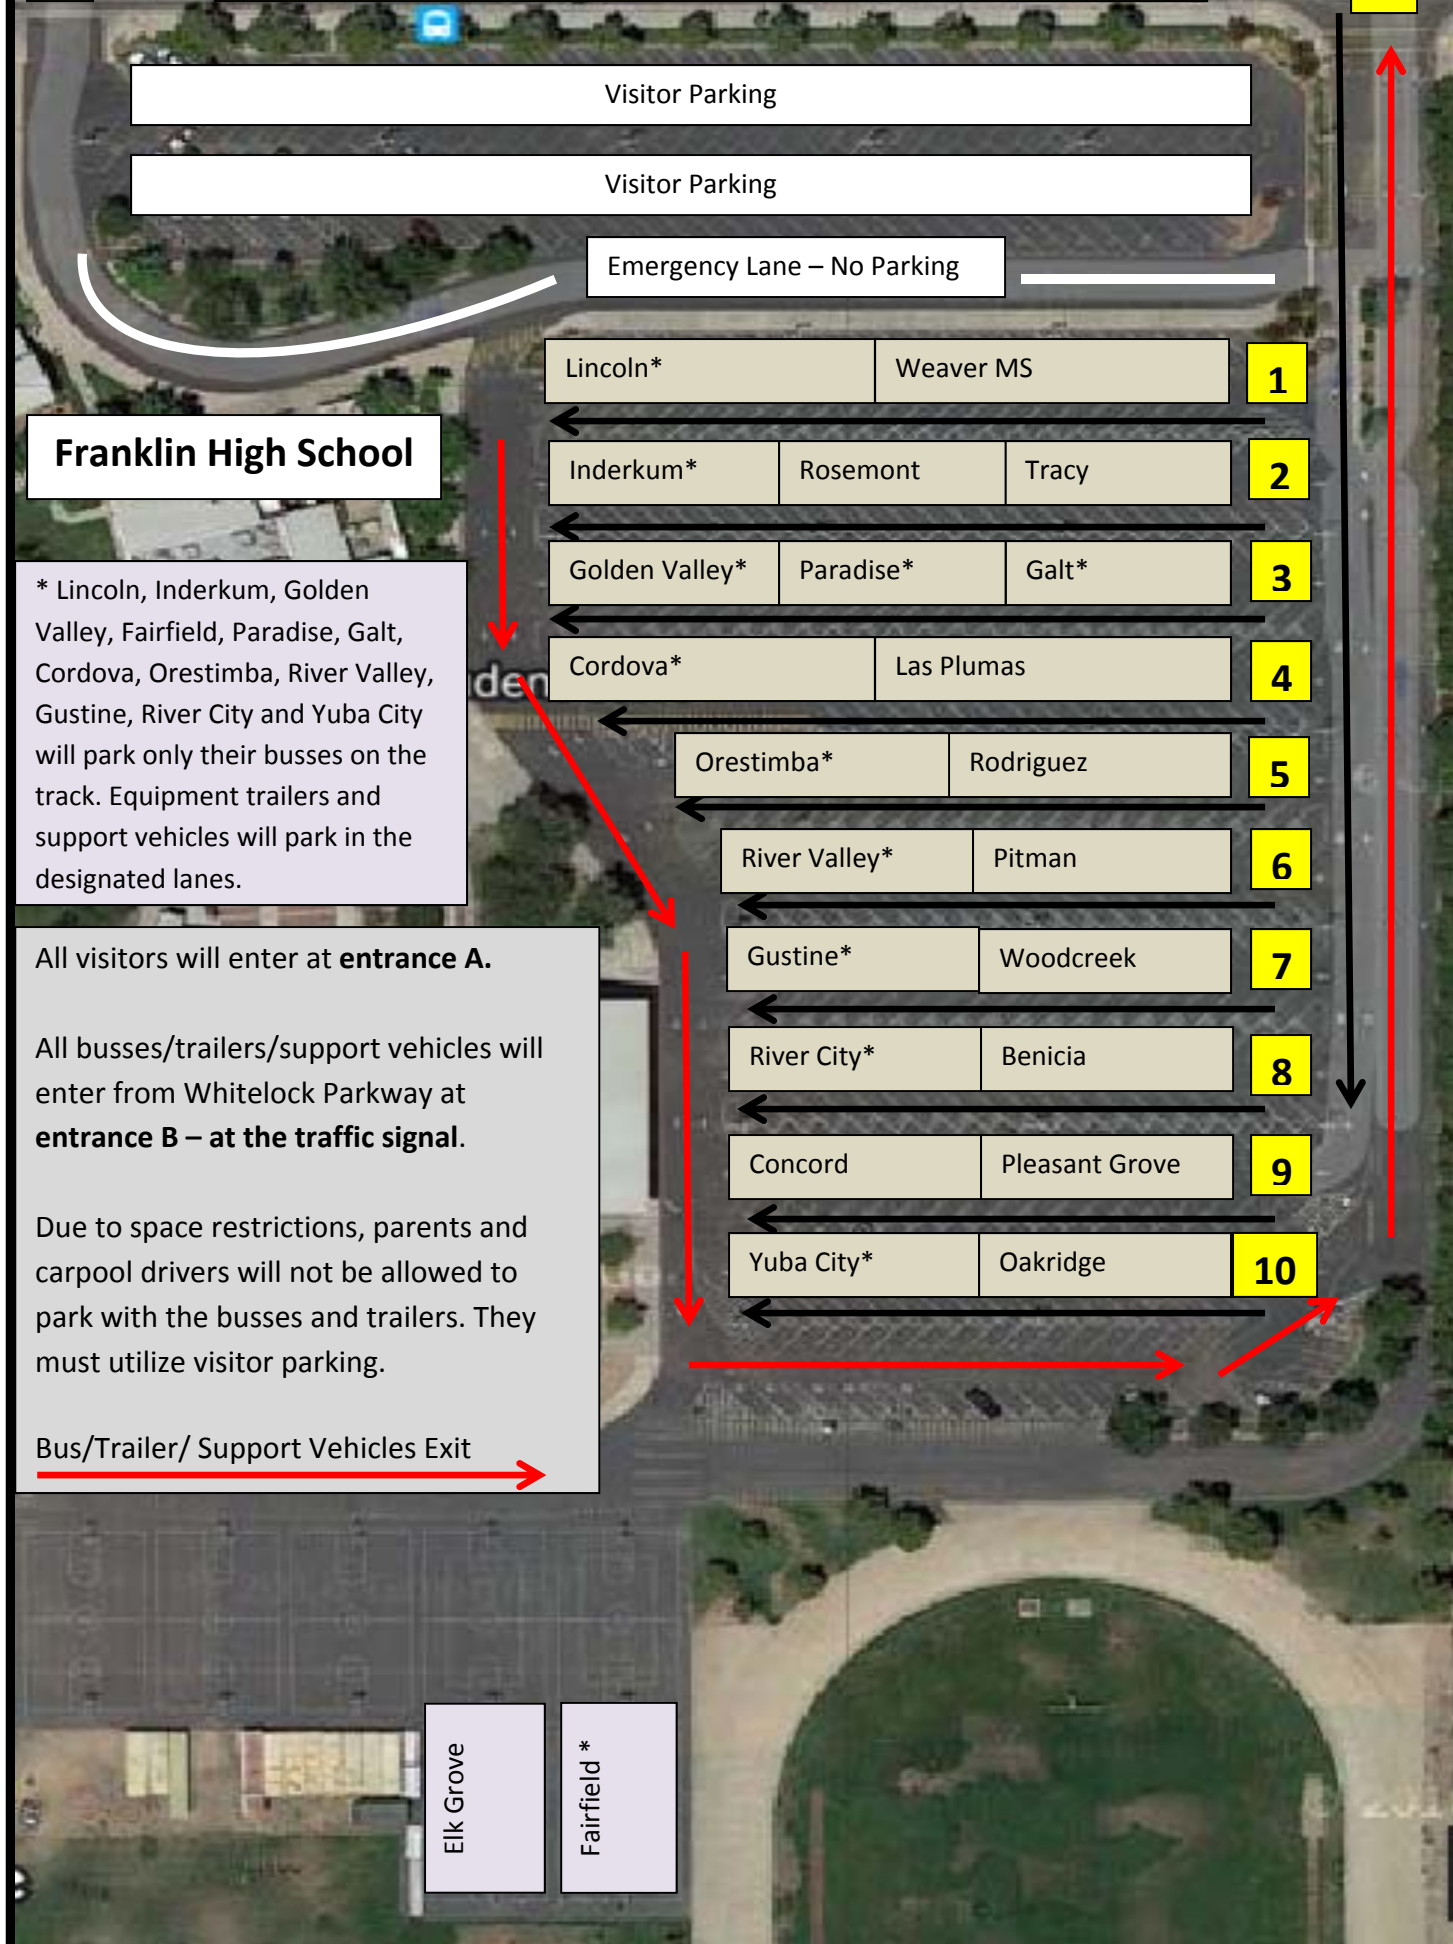 Visitor Parking
Visitor Parking
Emergency Lane – No Parking
Lincoln* Weaver MS 1
Franklin High School
Inderkum* Rosemont Tracy 2
Golden Valley* Paradise* Galt* 3
* Lincoln, Inderkum, Golden
Valley, Fairfield, Paradise, Galt,
Cordova, Orestimba, River Valley,
Gustine, River City and Yuba City
will park only their busses on the
track. Equipment trailers and
support vehicles will park in the
designated lanes.
den
Cordova* Las Plumas 4
Orestimba* Rodriguez 5
River Valley* Pitman 6
Gustine* Woodcreek 7
River City* Benicia 8
Concord Pleasant Grove 9
Yuba City* Oakridge 10
All visitors will enter at entrance A.
All busses/trailers/support vehicles will
enter from Whitelock Parkway at
entrance B – at the traffic signal.
Due to space restrictions, parents and
carpool drivers will not be allowed to
park with the busses and trailers. They
must utilize visitor parking.
Bus/Trailer/ Support Vehicles Exit
Elk Grove
Fairfield *